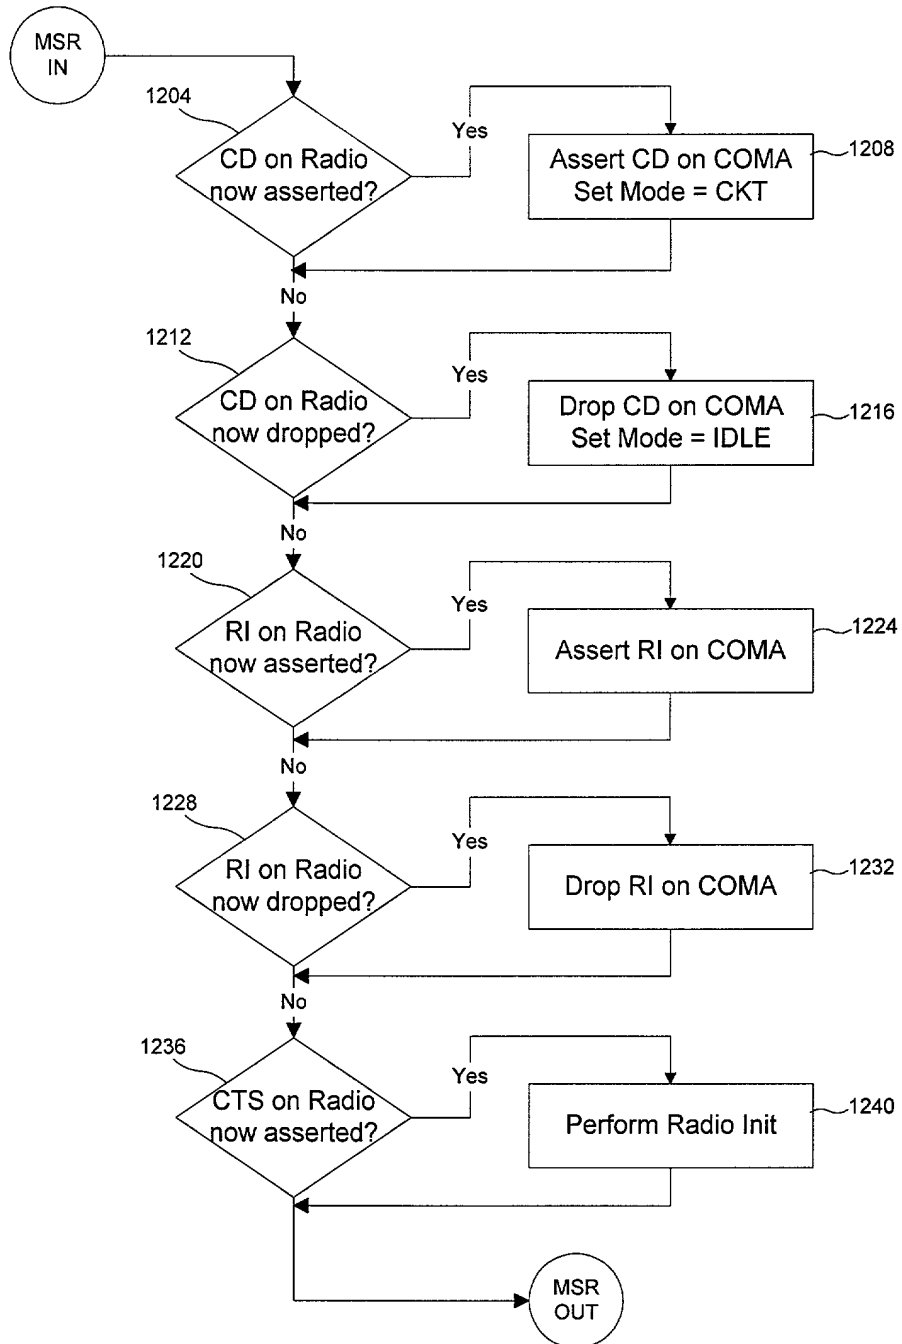 MSR
IN
1204
CD on Radio
now asserted?
Yes
Assert CD on COMA
Set Mode = CKT
1208
No
1212
CD on Radio
now dropped?
Yes
Drop CD on COMA
Set Mode = IDLE
1216
No
1220
RI on Radio
now asserted?
Yes
Assert RI on COMA
1224
No
1228
RI on Radio
now dropped?
Yes
Drop RI on COMA
1232
No
1236
CTS on Radio
now asserted?
Yes
Perform Radio Init
1240
MSR
OUT